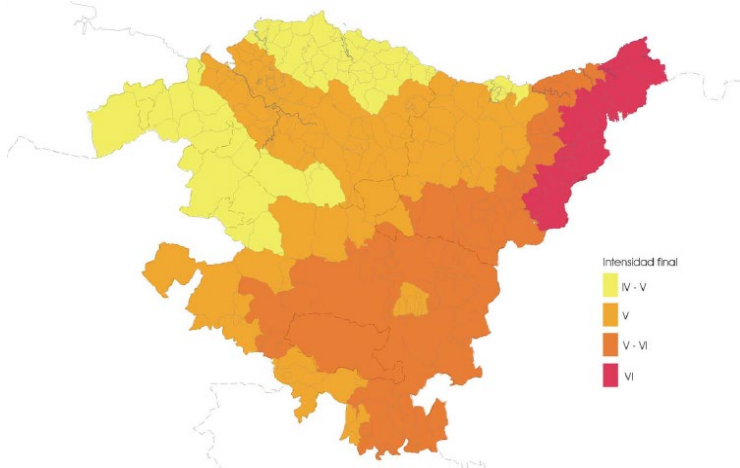 Intensidad final
IV - V
V
V - VI
VI